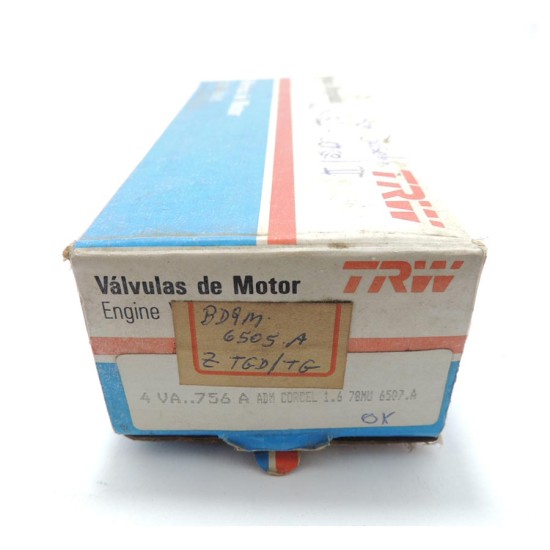 TRW
TRW
Válvulas de Motor
Engine
BD9M.
6505.A
2 TGD/TG
4 VA..756 A ADM CORCEL 1.6 78MU 6507.A
OK